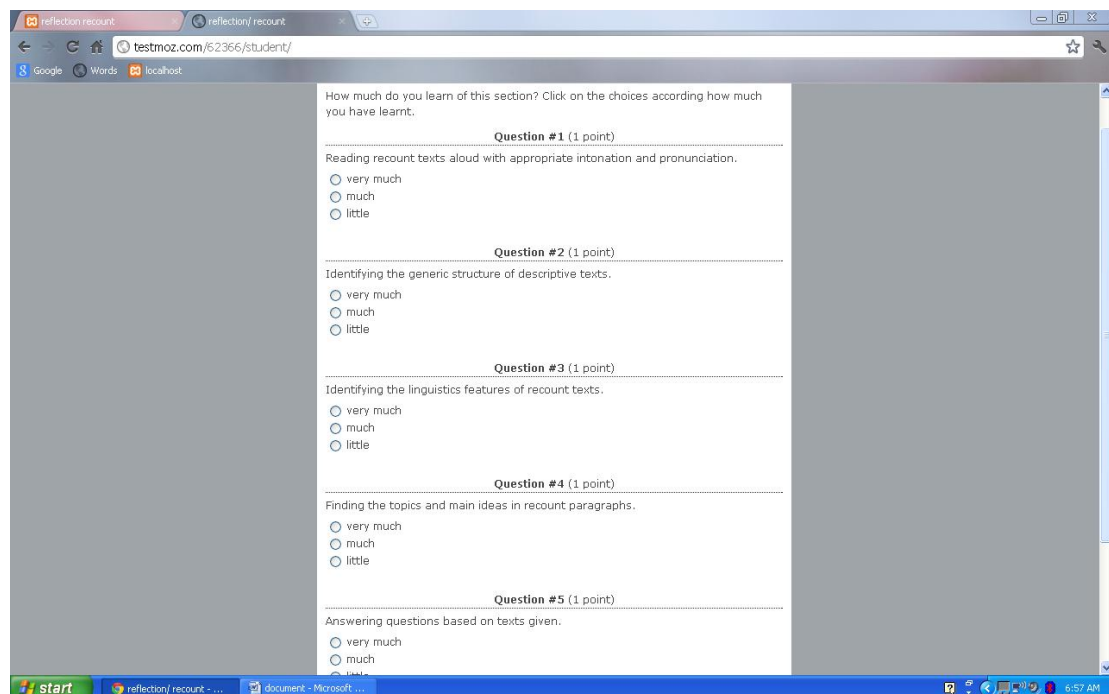 reflection recount
reflection/ recount
testmoz.com/62366/student/
Google
Words
localhost
How much do you learn of this section? Click on the choices according how much
you have learnt.
Question #1 (1 point)
Reading recount texts aloud with appropriate intonation and pronunciation.
very much
much
little
Question #2 (1 point)
Identifying the generic structure of descriptive texts.
very much
much
little
Question #3 (1 point)
Identifying the linguistics features of recount texts.
very much
much
little
Question #4 (1 point)
Finding the topics and main ideas in recount paragraphs.
very much
much
little
Question #5 (1 point)
Answering questions based on texts given.
very much
much
little
start
reflection/ recount - ...
document - Microsoft ...
6:57 AM